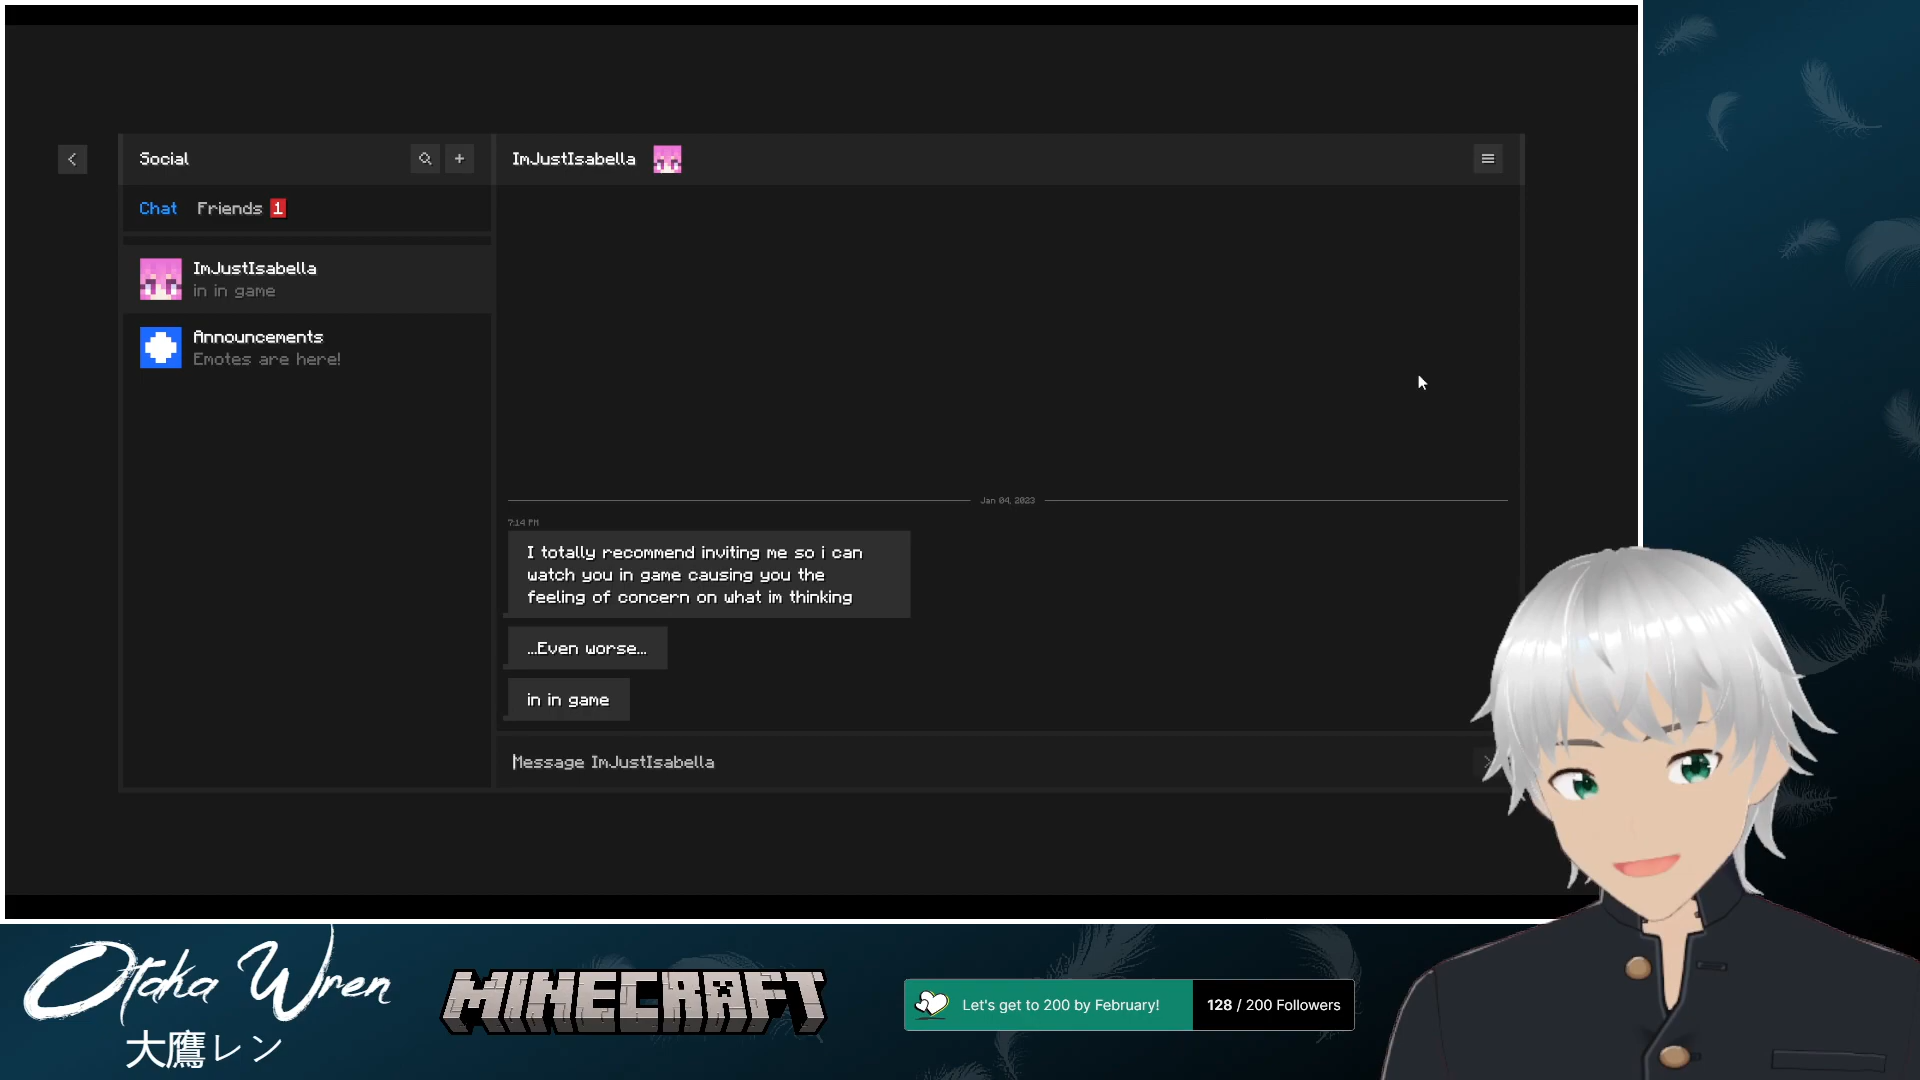 Social
ImJustIsabella
Chat
Friends 1
ImJustIsabella
in in game
Announcements
Emotes are here!
Jan 04, 2023
7:14 PM
I totally recommend inviting me so i can
watch you in game causing you the
feeling of concern on what im thinking
...Even worse...
in in game
Message ImJustIsabella
Otaka Wren
大鷹レン
MINECRAFT
Let's get to 200 by February!
128 / 200 Followers